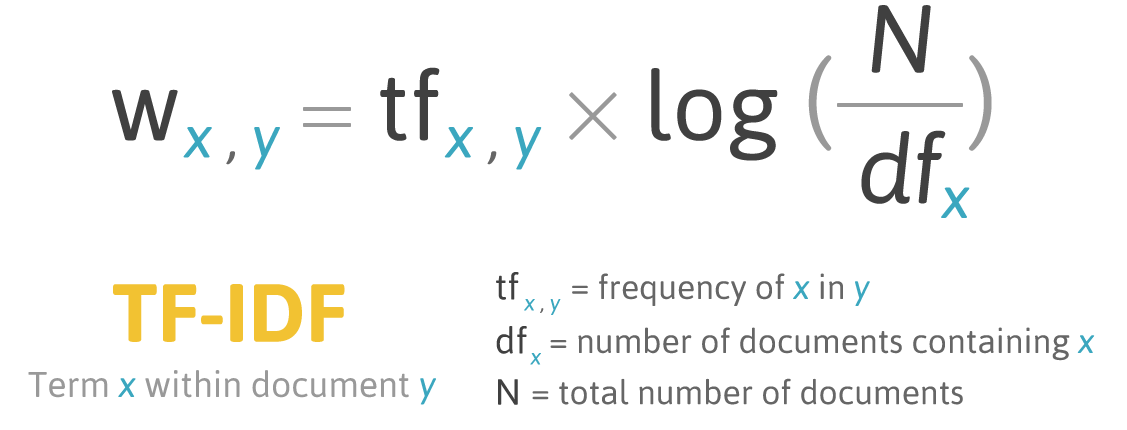 w x , y = tf x , y × log ( N / df x )
TF-IDF
Term x within document y
tf x , y = frequency of x in y
df x = number of documents containing x
N = total number of documents